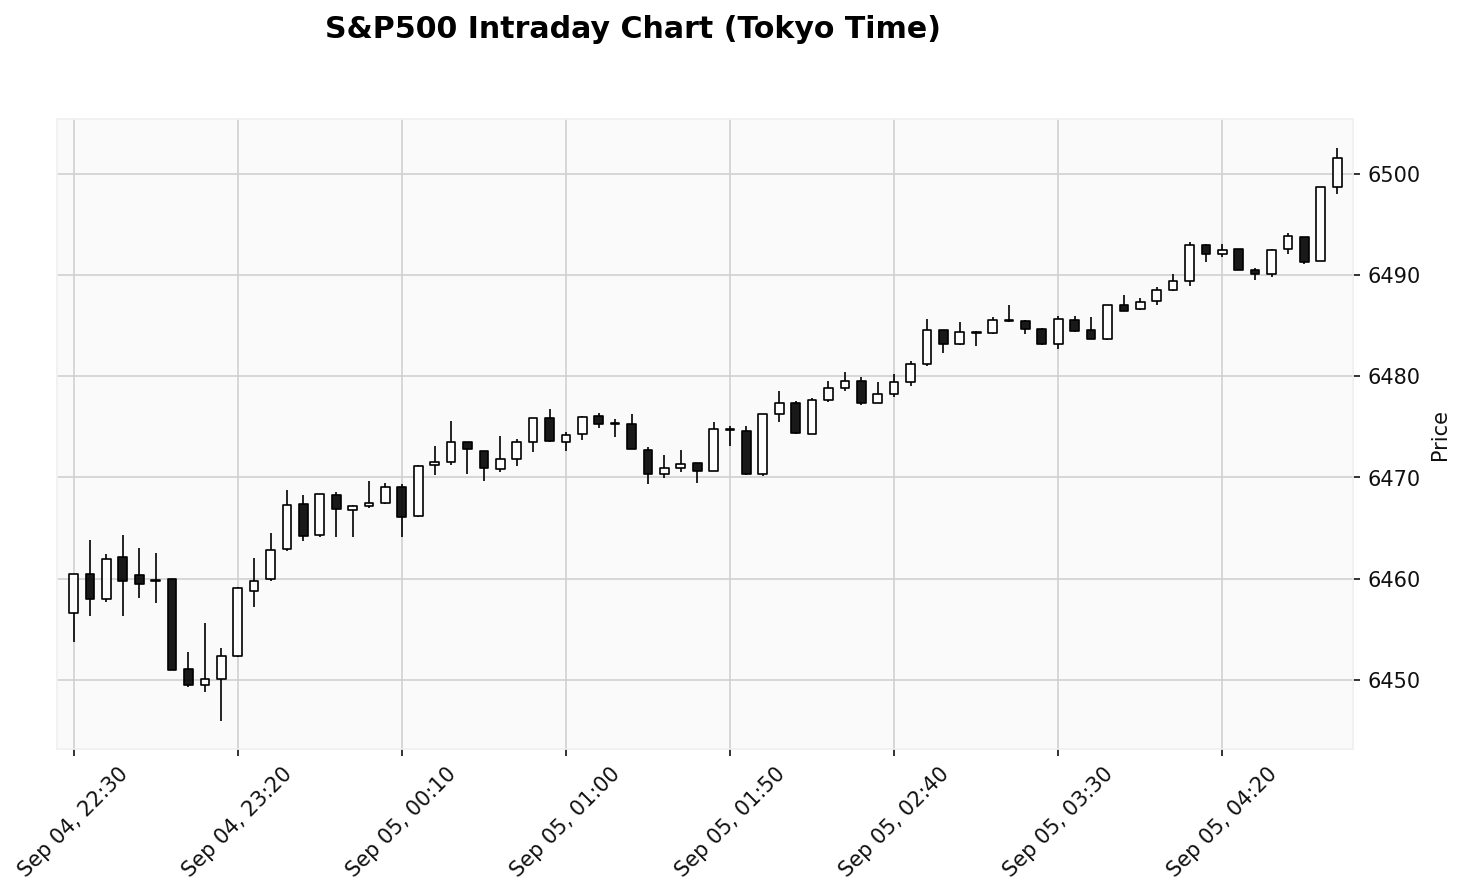 S&P500 Intraday Chart (Tokyo Time)
6500
6490
6480
6470
6460
6450
Price
Sep 04, 22:30
Sep 04, 23:20
Sep 05, 00:10
Sep 05, 01:00
Sep 05, 01:50
Sep 05, 02:40
Sep 05, 03:30
Sep 05, 04:20